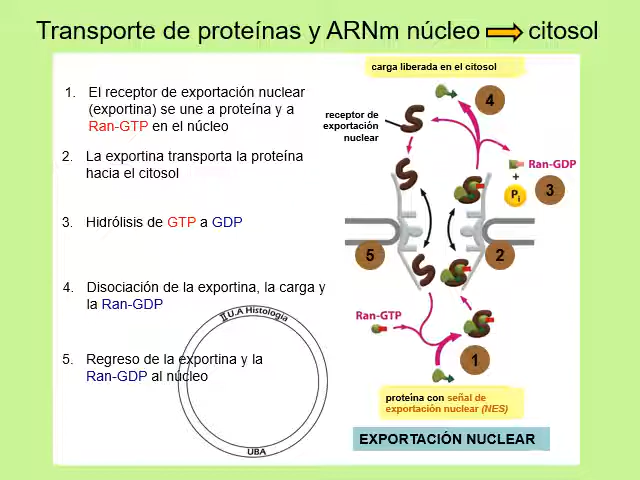 Transporte de proteínas y ARNm núcleo citosol
1. El receptor de exportación nuclear
(exportina) se une a proteína y a
Ran-GTP en el núcleo
2. La exportina transporta la proteína
hacia el citosol
3. Hidrólisis de GTP a GDP
4. Disociación de la exportina, la carga y
la Ran-GDP
5. Regreso de la exportina y la
Ran-GDP al núcleo
II U.A Histología
UBA
carga liberada en el citosol
4
receptor de
exportación
nuclear
Ran-GDP
+
Pi
3
5
2
Ran-GTP
1
proteína con señal de
exportación nuclear (NES)
EXPORTACIÓN NUCLEAR